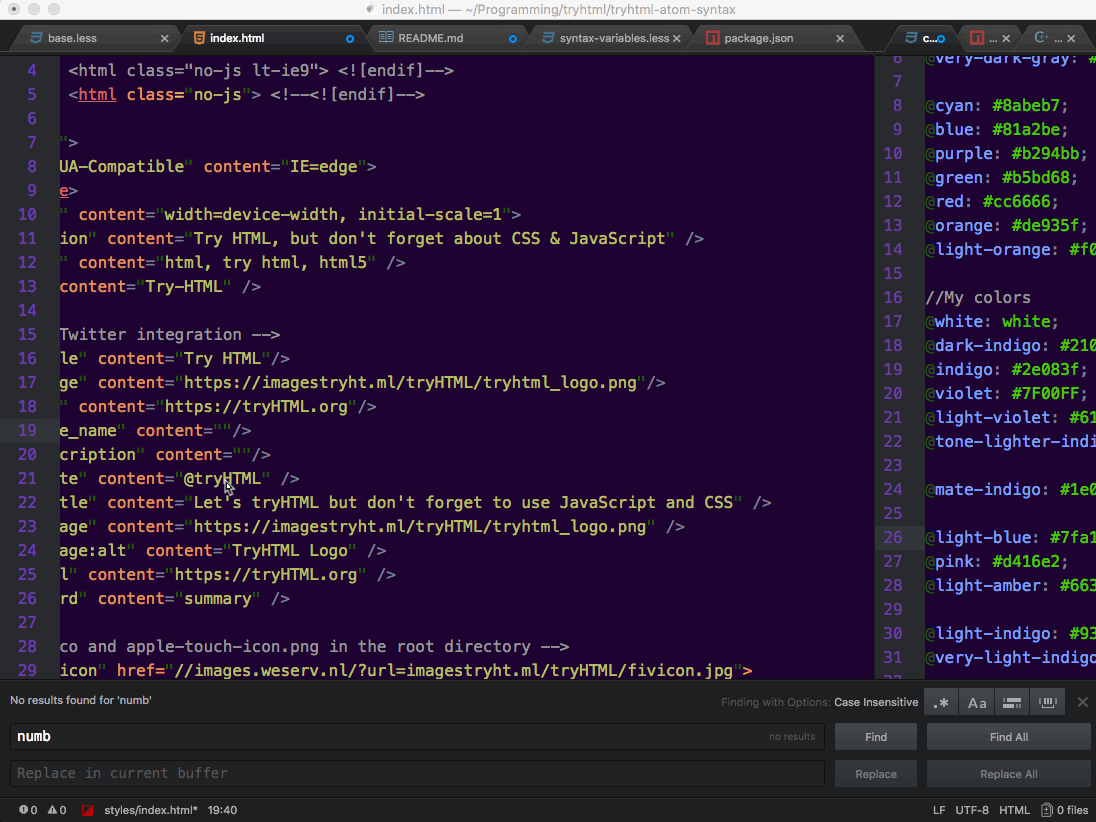 index.html — ~/Programming/tryhtml/tryhtml-atom-syntax
base.less × index.html README.md syntax-variables.less × package.json × c... ... × ... ×
4 <html class="no-js lt-ie9"> <![endif]-->
5 <html class="no-js"> <!--<![endif]-->
6
7 ">
8 UA-Compatible" content="IE=edge">
9 e>
10 " content="width=device-width, initial-scale=1">
11 ion" content="Try HTML, but don't forget about CSS & JavaScript" />
12 " content="html, try html, html5" />
13 content="Try-HTML" />
14
15 Twitter integration -->
16 le" content="Try HTML"/>
17 ge" content="https://imagestryht.ml/tryHTML/tryhtml_logo.png"/>
18 " content="https://tryHTML.org"/>
19 e_name" content=""/>
20 cription" content=""/>
21 te" content="@tryHTML" />
22 tle" content="Let's tryHTML but don't forget to use JavaScript and CSS" />
23 age" content="https://imagestryht.ml/tryHTML/tryhtml_logo.png" />
24 age:alt" content="TryHTML Logo" />
25 l" content="https://tryHTML.org" />
26 rd" content="summary" />
27
28 co and apple-touch-icon.png in the root directory -->
29 icon" href="//images.weserv.nl/?url=imagestryht.ml/tryHTML/fivicon.jpg">
6 @very-dark-gray: #
7
8 @cyan: #8abeb7;
9 @blue: #81a2be;
10 @purple: #b294bb;
11 @green: #b5bd68;
12 @red: #cc6666;
13 @orange: #de935f;
14 @light-orange: #f0
15
16 //My colors
17 @white: white;
18 @dark-indigo: #210
19 @indigo: #2e083f;
20 @violet: #7F00FF;
21 @light-violet: #61
22 @tone-lighter-indi
23
24 @mate-indigo: #1e0
25
26 @light-blue: #7fa1
27 @pink: #d416e2;
28 @light-amber: #663
29
30 @light-indigo: #93
31 @very-light-indigo
No results found for 'numb'
Finding with Options: Case Insensitive .* Aa ×
numb no results Find Find All
Replace in current buffer Replace Replace All
0 0 styles/index.html* 19:40 LF UTF-8 HTML 0 files